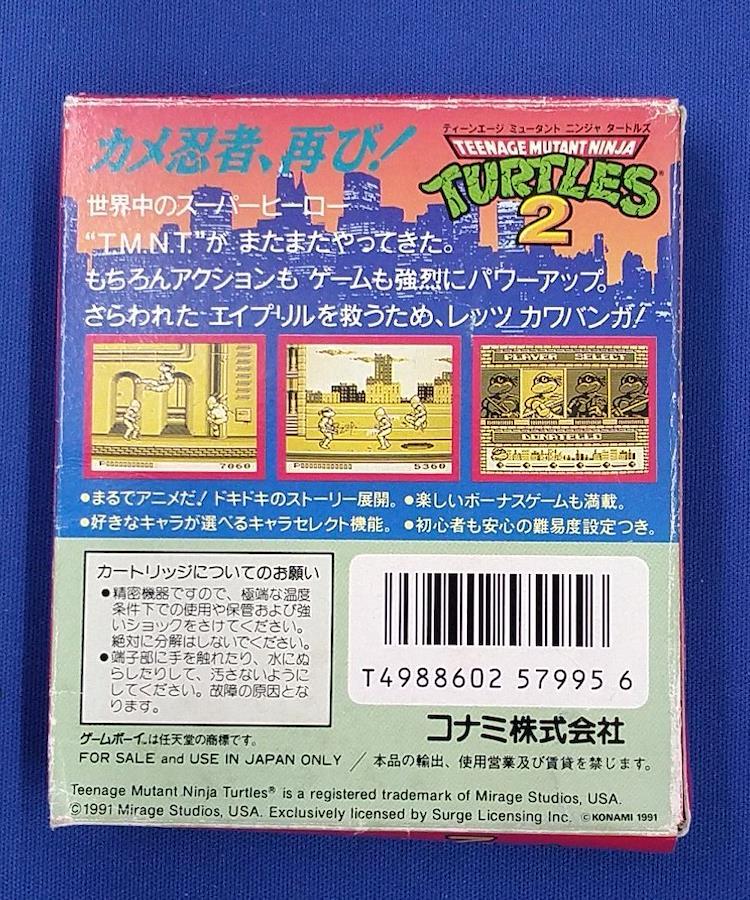 カメ忍者、再び!
ティーンエージ ミュータント ニンジャ タートルズ
TEENAGE MUTANT NINJA
TURTLES®
2
世界中のスーパーヒーロー
“T.M.N.T.”が またまたやってきた。
もちろんアクションも ゲームも強烈にパワーアップ。
さらわれた エイプリルを救うため、レッツ カワバンガ!
7060
5360
PLAYER SELECT
DONATELLO
●まるでアニメだ! ドキドキのストーリー展開。 ●楽しいボーナスゲームも満載。
●好きなキャラが選べるキャラセレクト機能。 ●初心者も安心の難易度設定つき。
カートリッジについてのお願い
●精密機器ですので、極端な温度
条件下での使用や保管および強
いショックをさけてください。
絶対に分解はしないでください。
●端子部に手を触れたり、水にぬ
らしたりして、汚さないように
してください。故障の原因とな
ります。
T4988602 57995 6
コナミ株式会社
ゲームボーイ。は任天堂の商標です。
FOR SALE and USE IN JAPAN ONLY / 本品の輸出、使用営業及び賃貸を禁じます。
Teenage Mutant Ninja Turtles® is a registered trademark of Mirage Studios, USA.
©1991 Mirage Studios, USA. Exclusively licensed by Surge Licensing Inc. ©KONAMI 1991